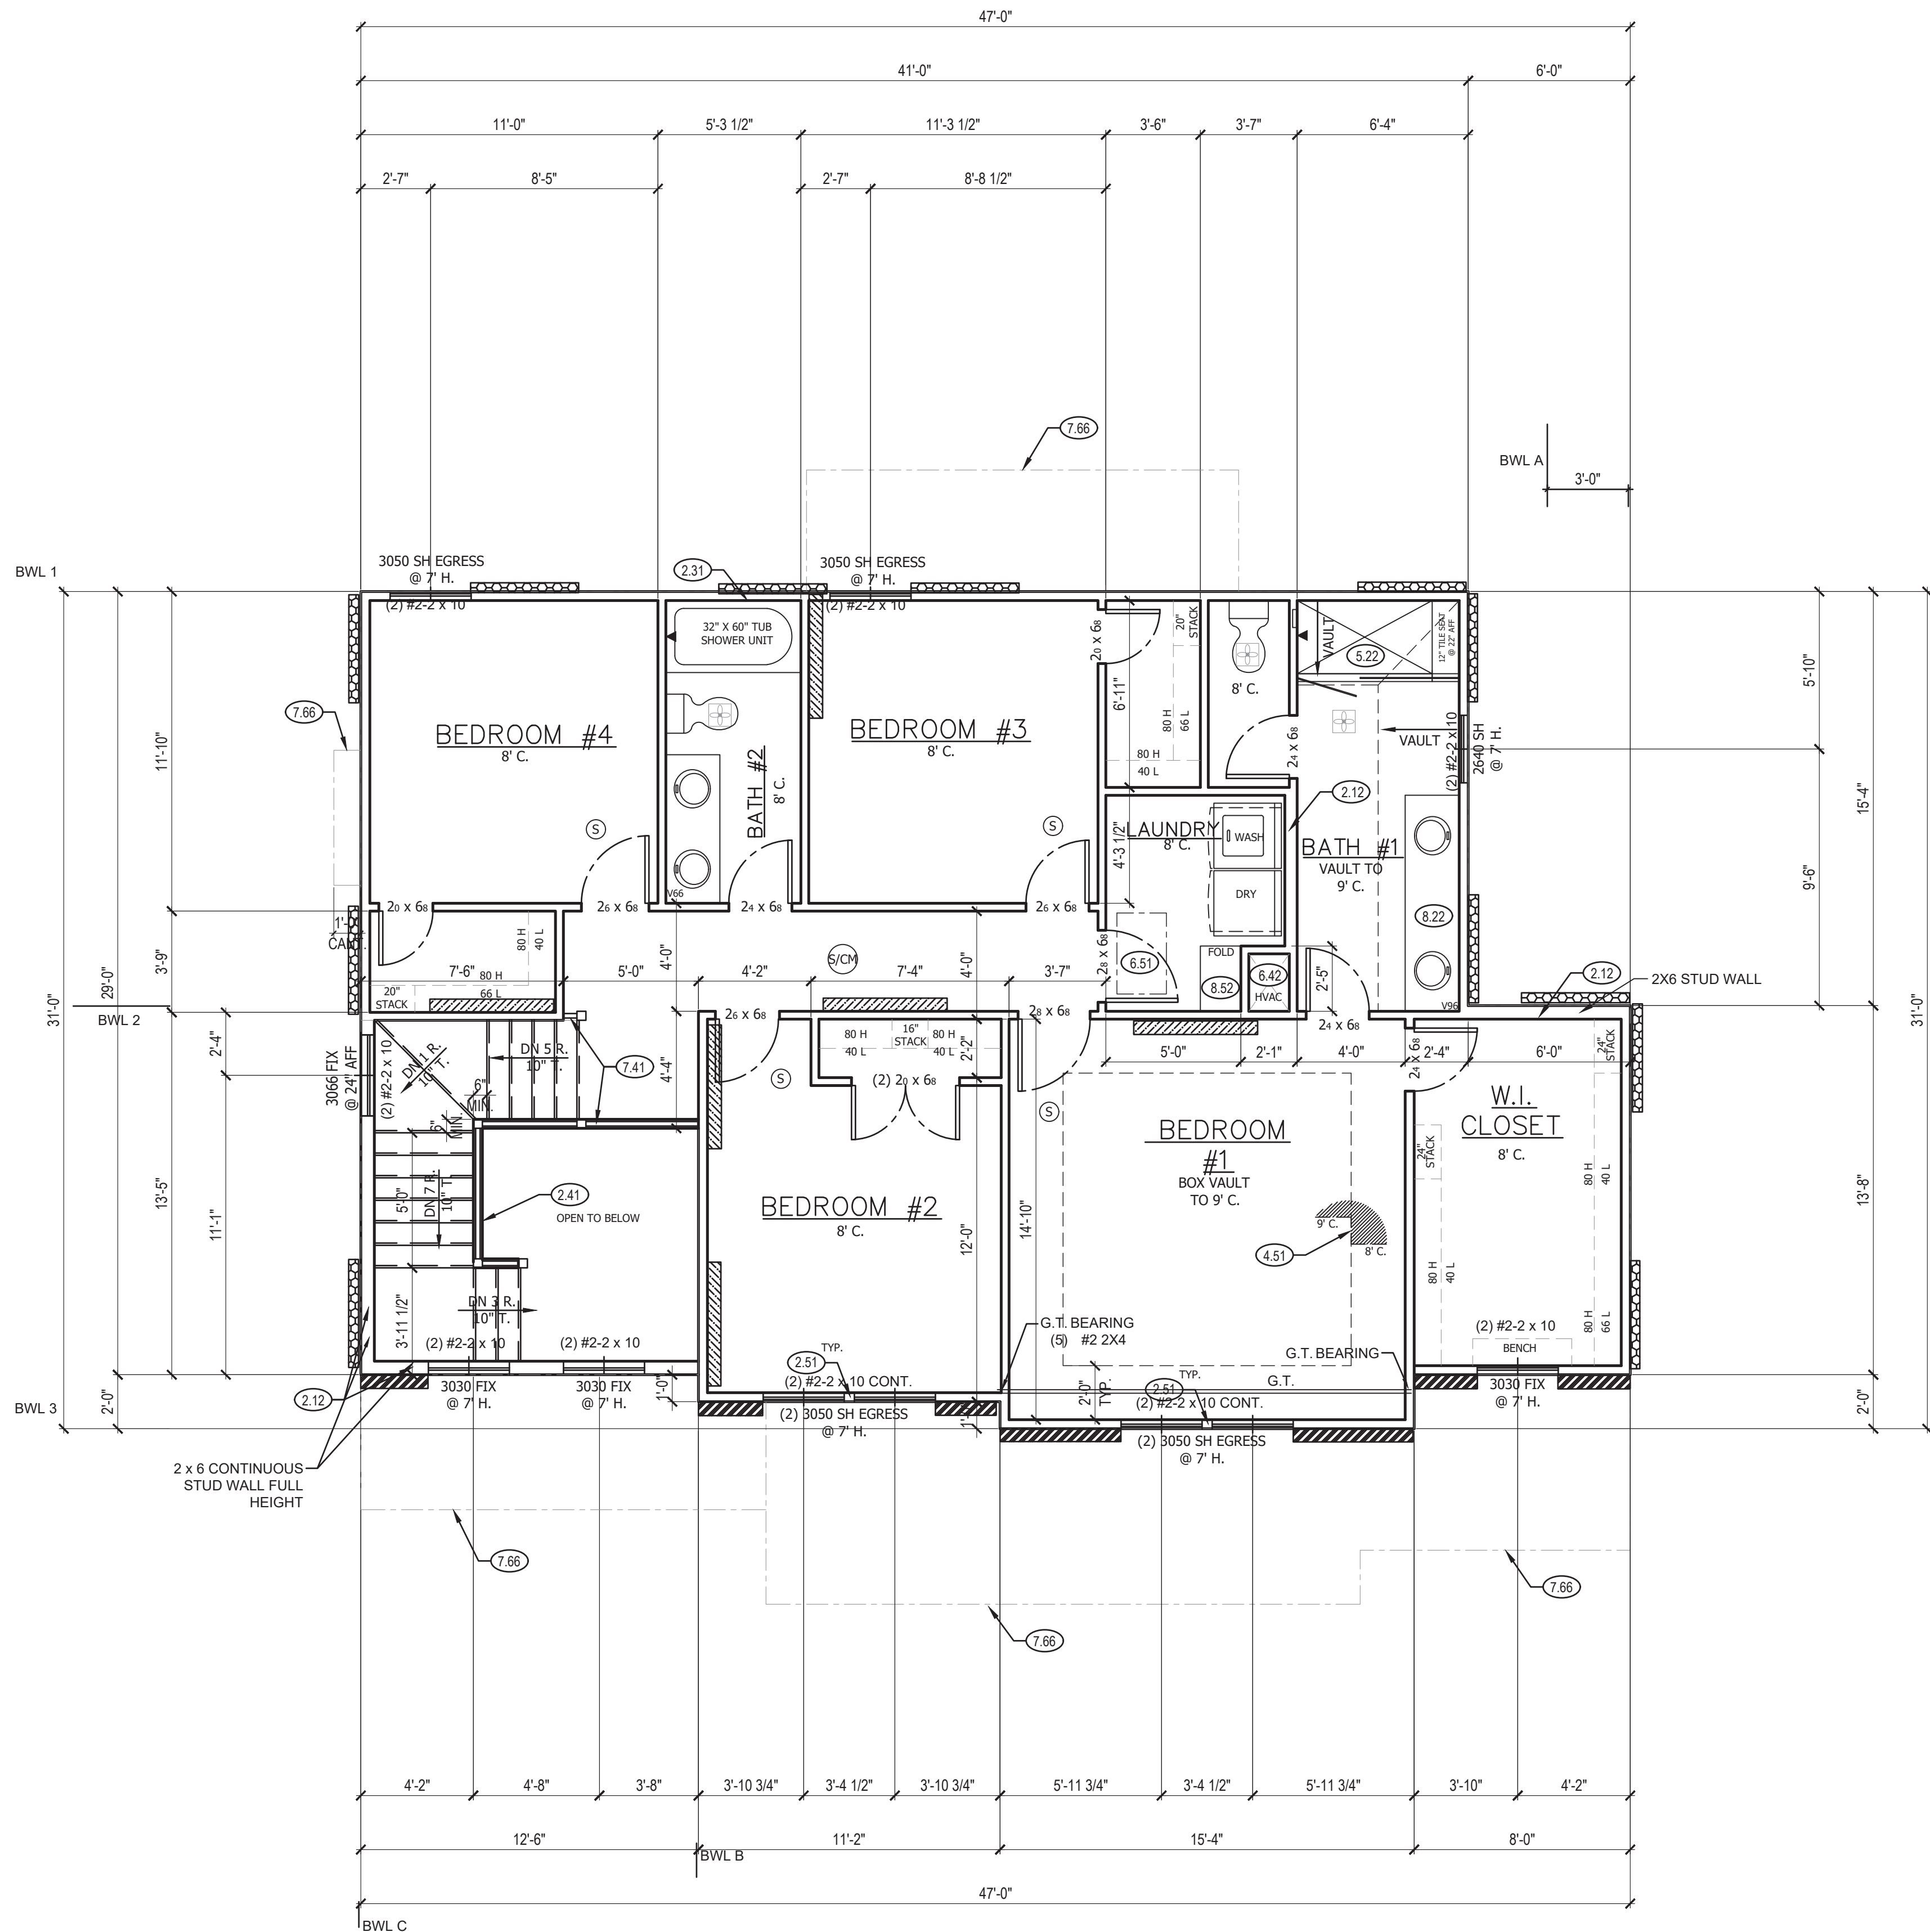 47'-0"
41'-0"
6'-0"
11'-0"
5'-3 1/2"
11'-3 1/2"
3'-6"
3'-7"
6'-4"
2'-7"
8'-5"
2'-7"
8'-8 1/2"
7.66
BWL A
3'-0"
BWL 1
3050 SH EGRESS
@ 7' H.
(2) #2-2 x 10
2.31
3050 SH EGRESS
@ 7' H.
(2) #2-2 x 10
32" X 60" TUB
SHOWER UNIT
20 x 68
20"
STACK
VAULT
5.22
12" TILE SEAT
@ 22" AFF
5'-10"
7.66
11'-10"
BEDROOM #4
8' C.
BATH #2
8' C.
BEDROOM #3
8' C.
6'-11"
80 H
66 L
80 H
40 L
8' C.
24 x 68
VAULT
(2) #2-2 x 10
2640 SH
@ 7' H.
2.12
15'-4"
S
S
4'-3 1/2"
LAUNDRY
8' C.
WASH
DRY
BATH #1
VAULT TO
9' C.
9'-6"
V66
20 x 68
26 x 68
24 x 68
26 x 68
8.22
1'-0"
CANT.
80 H
40 L
3'-9"
29'-0"
31'-0"
7'-6"
80 H
66 L
20"
STACK
5'-0"
4'-0"
4'-2"
S/CM
7'-4"
4'-0"
3'-7"
28 x 68
6.51
FOLD
8.52
6.42
HVAC
2'-5"
V96
2.12
2X6 STUD WALL
31'-0"
BWL 2
26 x 68
28 x 68
24 x 68
2'-4"
3066 FIX
@ 24" AFF
(2) #2-2 x 10
DN 1 R.
10" T.
DN 5 R.
10" T.
6"
MIN.
6"
MIN.
7.41
4'-4"
S
80 H
40 L
16"
STACK
80 H
40 L
2'-2"
(2) 20 x 68
S
5'-0"
2'-1"
4'-0"
2'-4"
24 x 68
6'-0"
24"
STACK
BEDROOM
#1
BOX VAULT
TO 9' C.
W.I.
CLOSET
8' C.
24"
STACK
80 H
40 L
13'-5"
11'-1"
5'-0"
DN 7 R.
10" T.
2.41
OPEN TO BELOW
BEDROOM #2
8' C.
12'-0"
14'-10"
9' C.
8' C.
4.51
80 H
40 L
80 H
66 L
13'-8"
3'-11 1/2"
DN 3 R.
10" T.
(2) #2-2 x 10
(2) #2-2 x 10
TYP.
2.51
(2) #2-2 x 10 CONT.
G.T. BEARING
(5) #2 2X4
G.T. BEARING
G.T.
(2) #2-2 x 10
BENCH
2.12
3030 FIX
@ 7' H.
3030 FIX
@ 7' H.
1'-0"
(2) 3050 SH EGRESS
@ 7' H.
1'-0"
2'-0"
TYP.
TYP.
2.51
(2) #2-2 x 10 CONT.
(2) 3050 SH EGRESS
@ 7' H.
3030 FIX
@ 7' H.
BWL 3
2'-0"
2'-0"
2 x 6 CONTINUOUS
STUD WALL FULL
HEIGHT
7.66
7.66
7.66
4'-2"
4'-8"
3'-8"
3'-10 3/4"
3'-4 1/2"
3'-10 3/4"
5'-11 3/4"
3'-4 1/2"
5'-11 3/4"
3'-10"
4'-2"
12'-6"
11'-2"
15'-4"
8'-0"
BWL B
47'-0"
BWL C